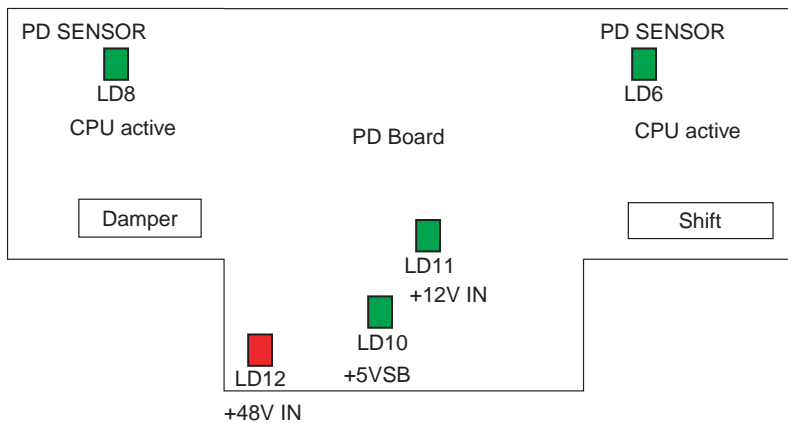 PD SENSOR
PD SENSOR
LD8
LD6
CPU active
CPU active
PD Board
Damper
Shift
LD11
+12V IN
LD10
+5VSB
LD12
+48V IN